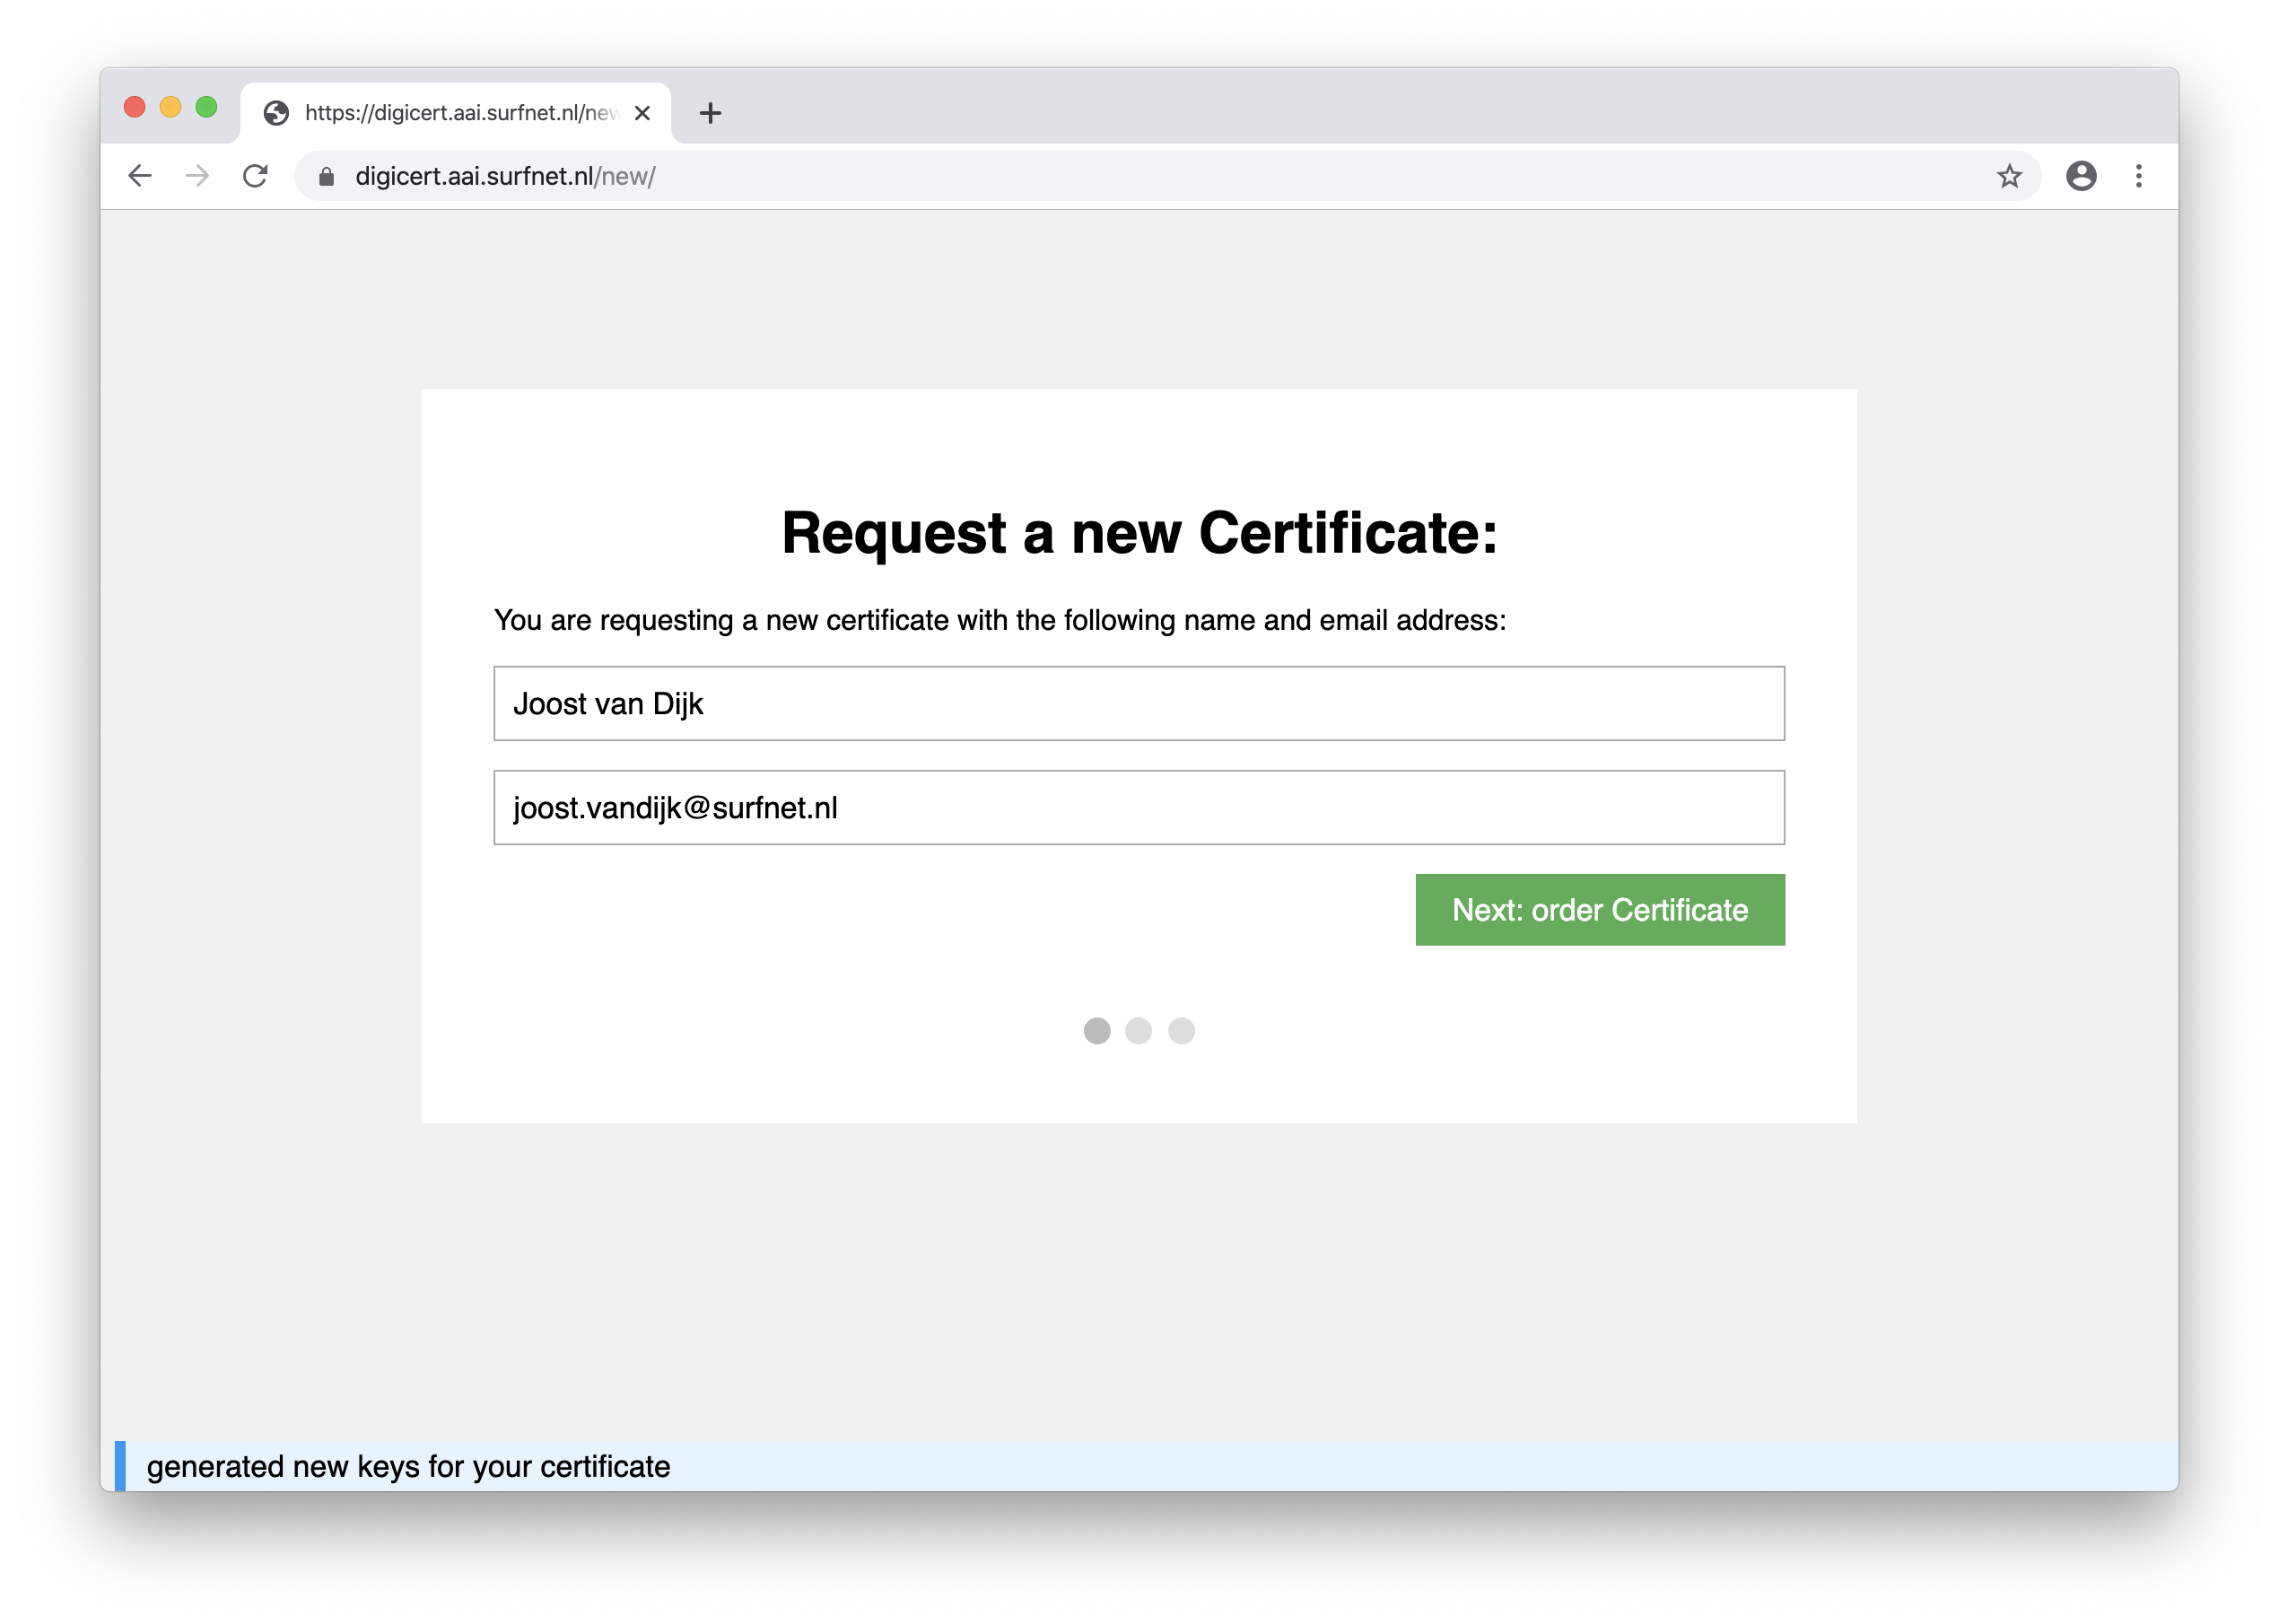 https://digicert.aai.surfnet.nl/new
digicert.aai.surfnet.nl/new/
Request a new Certificate:
You are requesting a new certificate with the following name and email address:
Joost van Dijk
joost.vandijk@surfnet.nl
Next: order Certificate
generated new keys for your certificate